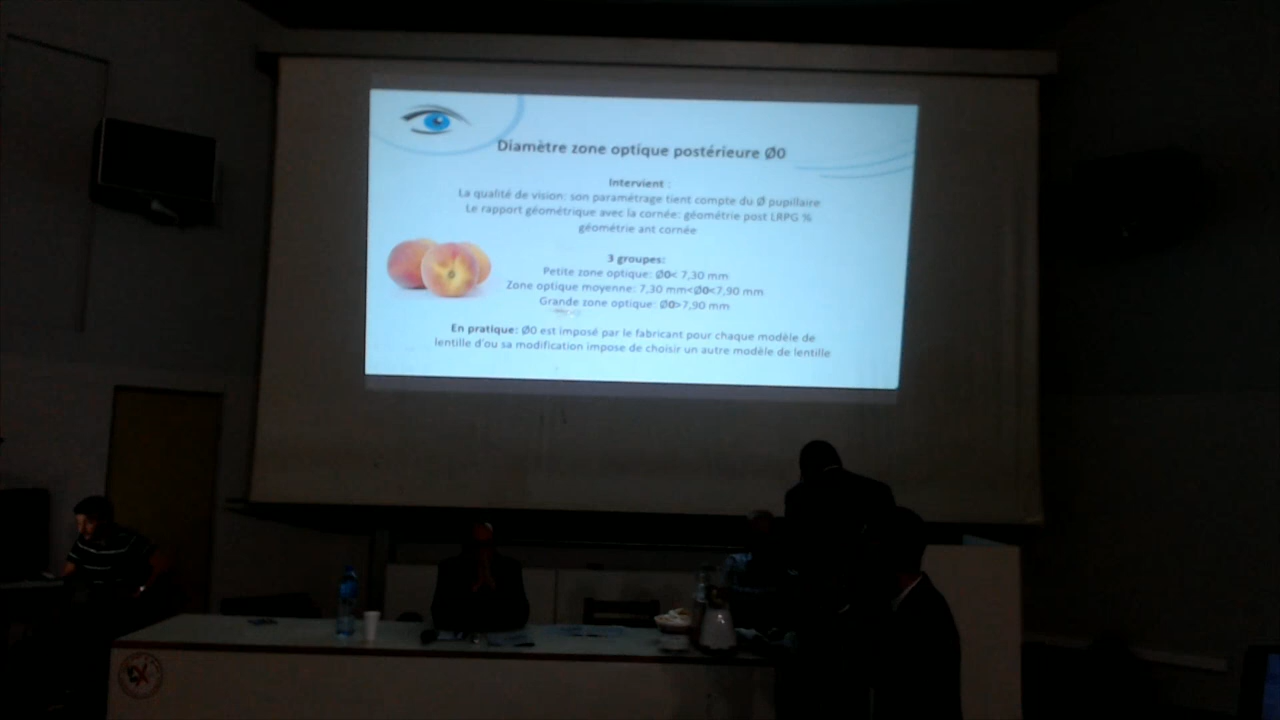 Diamètre zone optique postérieure Ø0
Intervient :
La qualité de vision: son paramétrage tient compte du Ø pupillaire
Le rapport géométrique avec la cornée: géométrie post LRPG %
géométrie ant cornée
3 groupes:
Petite zone optique: Ø0< 7,30 mm
Zone optique moyenne: 7,30 mm<Ø0<7,90 mm
Grande zone optique: Ø0>7,90 mm
En pratique: Ø0 est imposé par le fabricant pour chaque modèle de
lentille d'ou sa modification impose de choisir un autre modèle de lentille